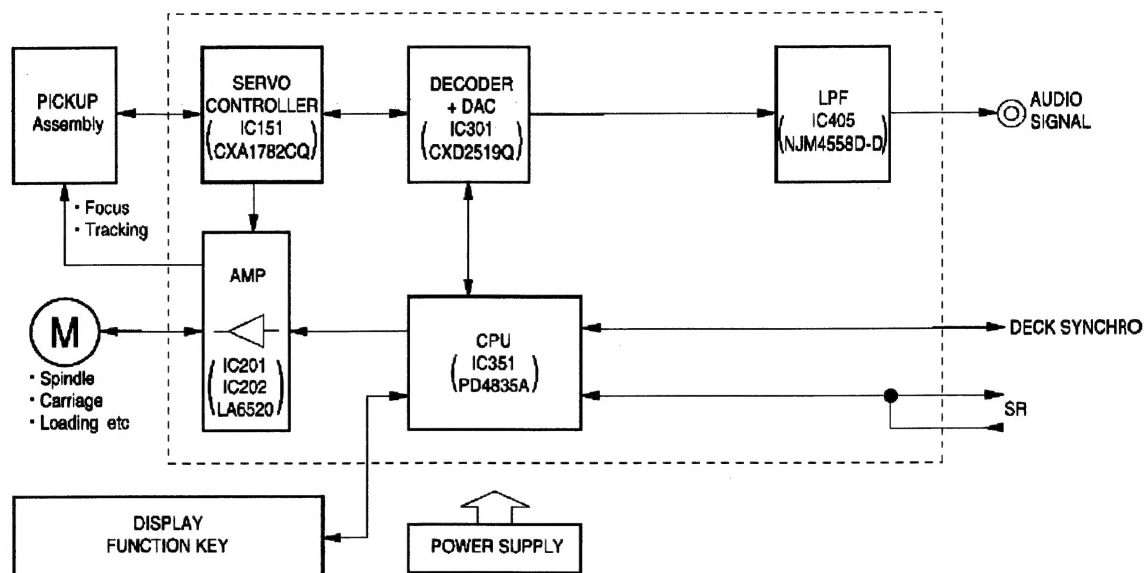 PICKUP
Assembly
SERVO
CONTROLLER
IC151
CXA1782CQ
DECODER
+ DAC
IC301
CXD2519Q
LPF
IC405
NJM4558D-D
AUDIO
SIGNAL
· Focus
· Tracking
AMP
IC201
IC202
LA6520
M
· Spindle
· Carriage
· Loading etc
CPU
IC351
PD4835A
DECK SYNCHRO
SR
DISPLAY
FUNCTION KEY
POWER SUPPLY